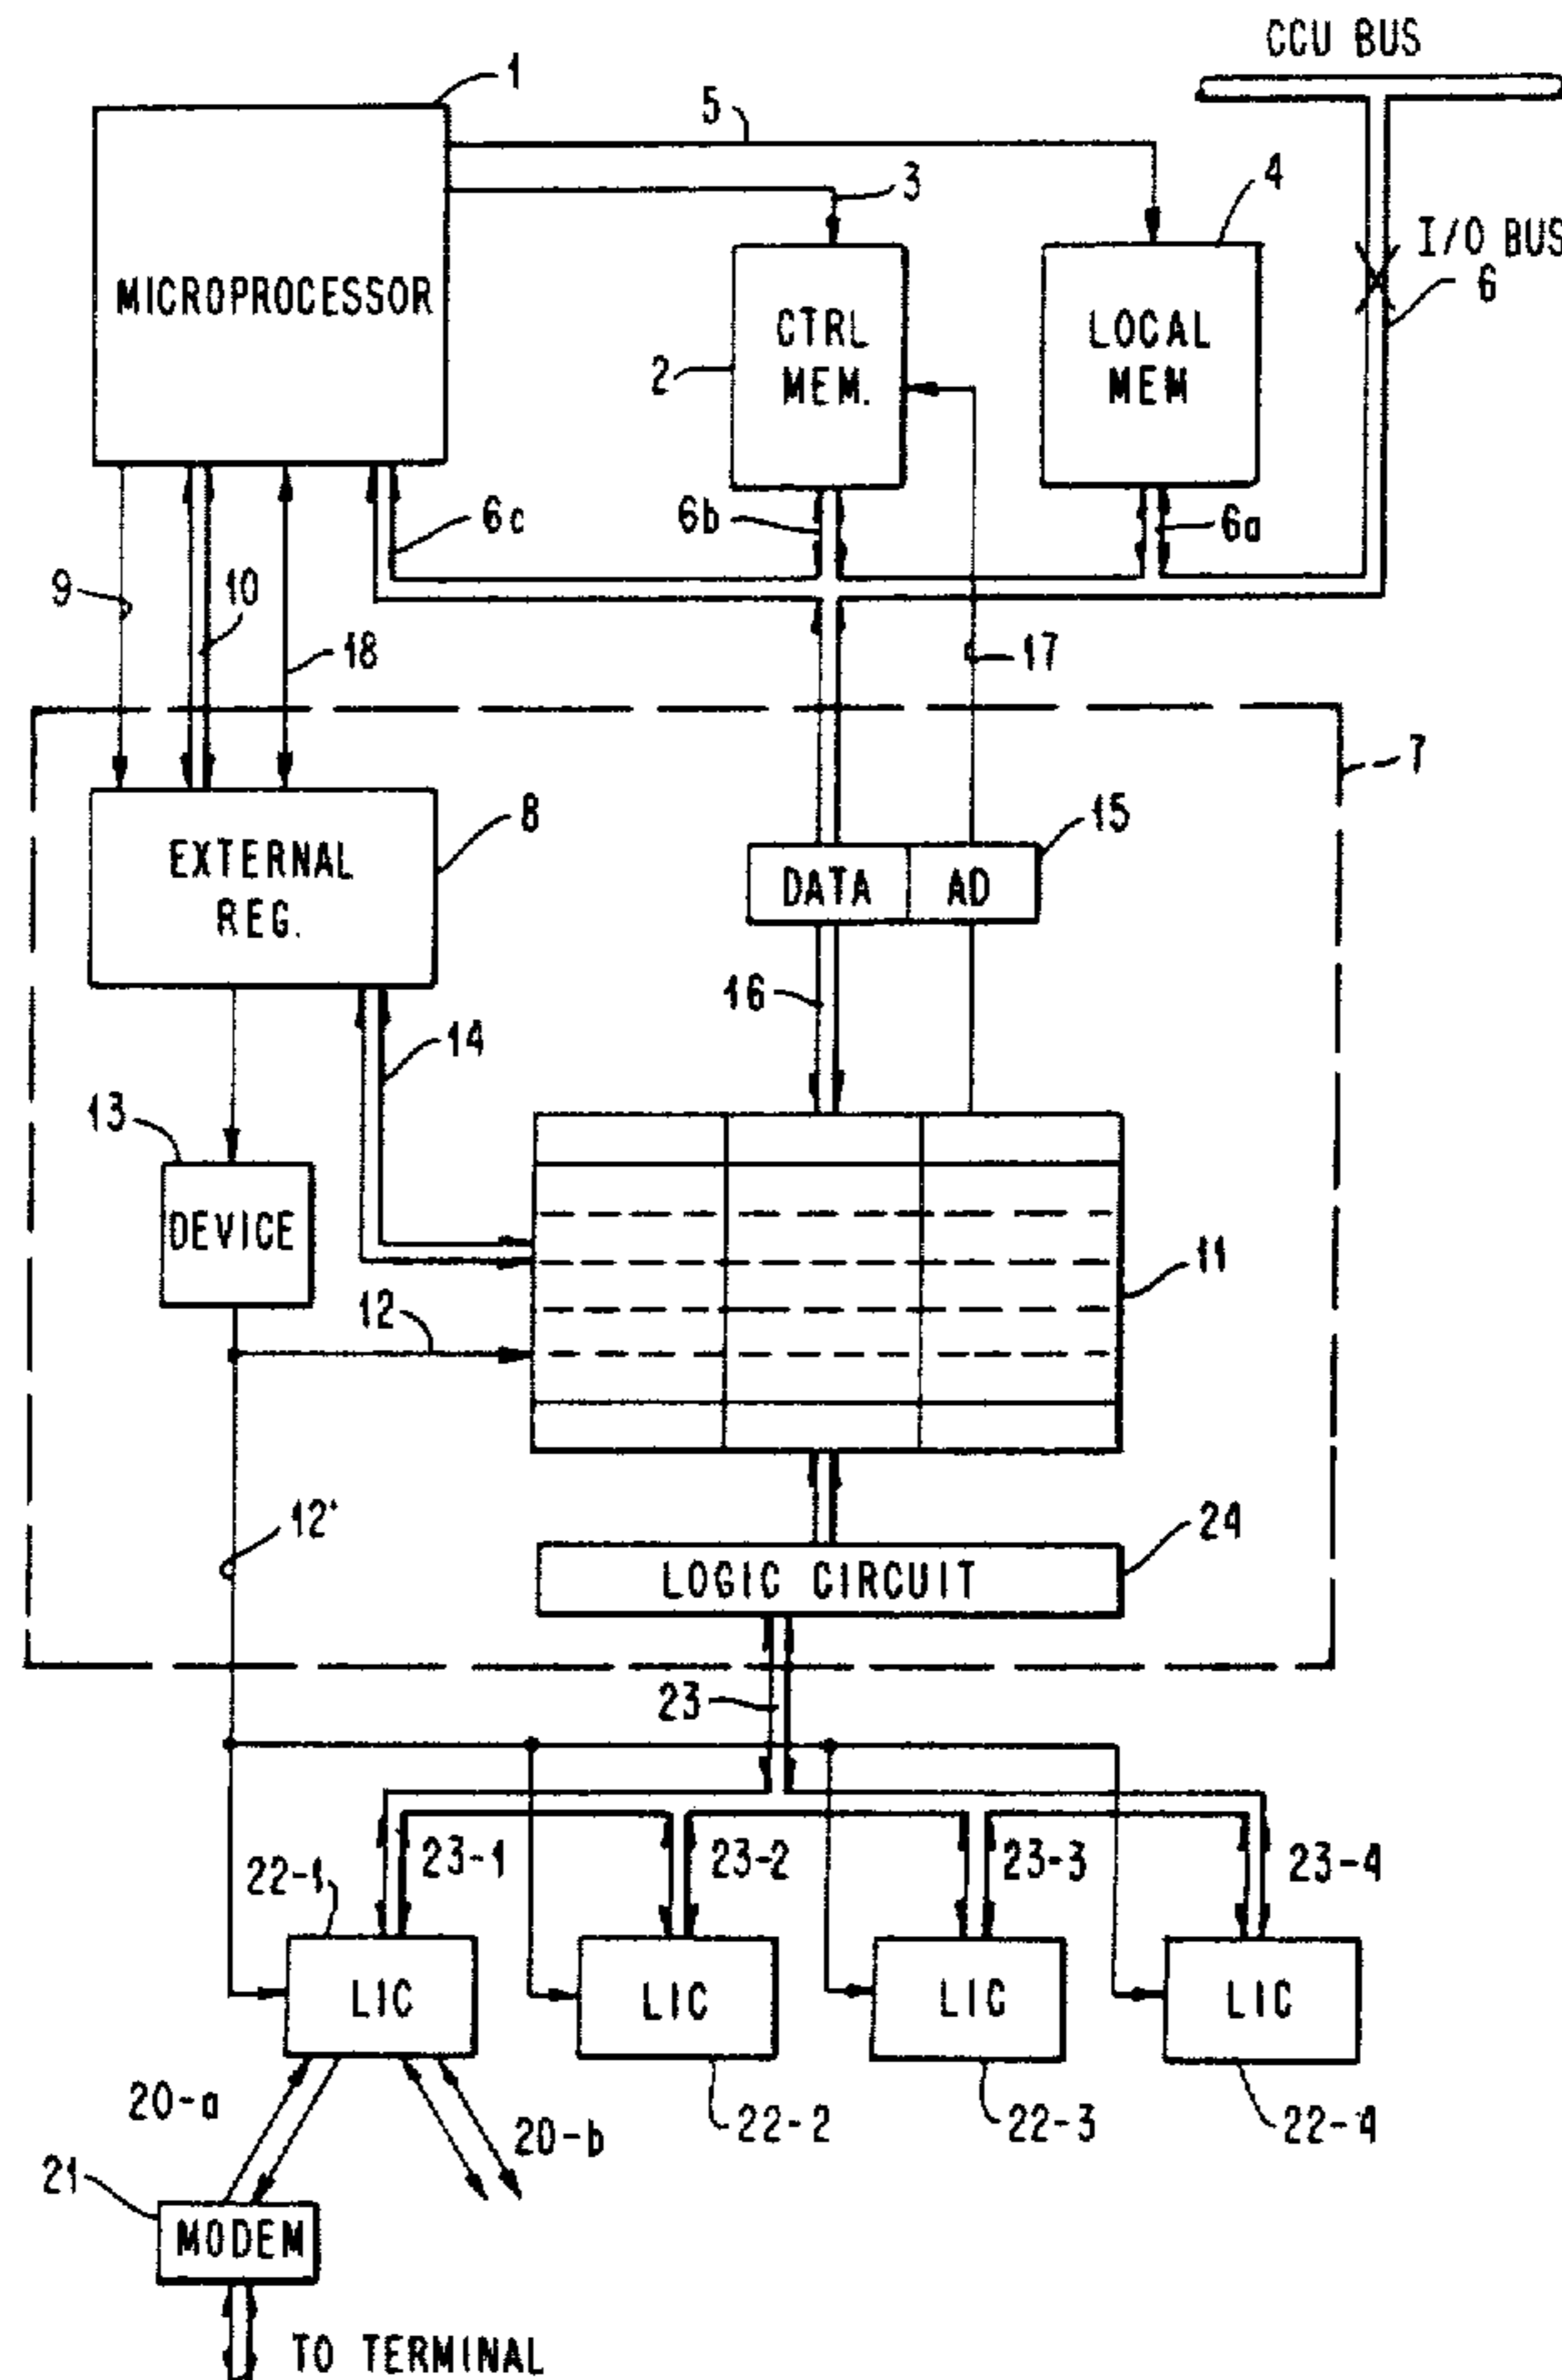 CCU BUS
1
5
3
4
I/O BUS
6
MICROPROCESSOR
CTRL
MEM.
2
LOCAL
MEM
6c
6b
6a
9
10
18
17
7
EXTERNAL
REG.
8
15
DATA
AD
16
14
13
DEVICE
11
12
12'
24
LOGIC CIRCUIT
23
22-1
23-1
23-2
23-3
23-4
LIC
LIC
LIC
LIC
20-a
20-b
22-2
22-3
22-4
21
MODEM
TO TERMINAL